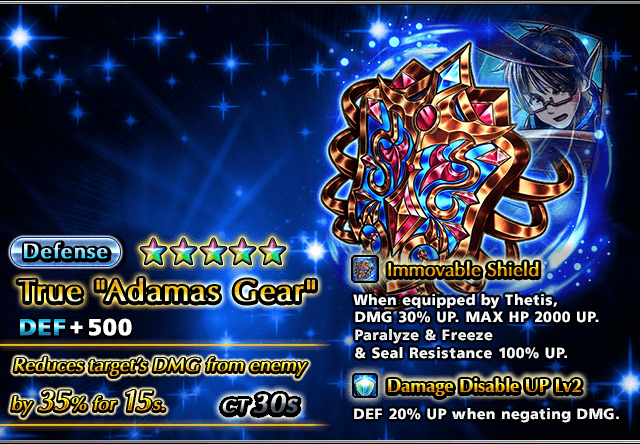 Defense
True "Adamas Gear"
DEF+500
Reduces target's DMG from enemy
by 35% for 15s.
CT 30s
Immovable Shield
When equipped by Thetis,
DMG 30% UP. MAX HP 2000 UP.
Paralyze & Freeze
& Seal Resistance 100% UP.
Damage Disable UP Lv2
DEF 20% UP when negating DMG.